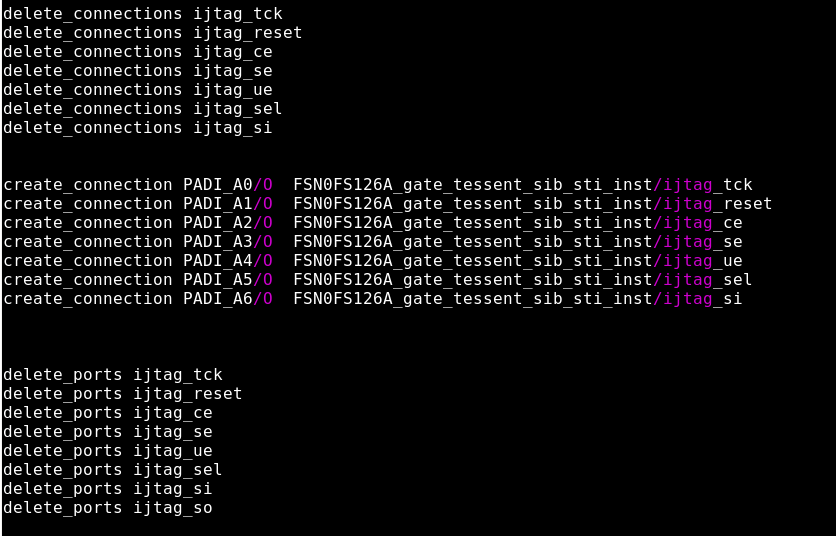 delete_connections ijtag_tck
delete_connections ijtag_reset
delete_connections ijtag_ce
delete_connections ijtag_se
delete_connections ijtag_ue
delete_connections ijtag_sel
delete_connections ijtag_si
create_connection PADI_A0/O  FSN0FS126A_gate_tessent_sib_sti_inst/ijtag_tck
create_connection PADI_A1/O  FSN0FS126A_gate_tessent_sib_sti_inst/ijtag_reset
create_connection PADI_A2/O  FSN0FS126A_gate_tessent_sib_sti_inst/ijtag_ce
create_connection PADI_A3/O  FSN0FS126A_gate_tessent_sib_sti_inst/ijtag_se
create_connection PADI_A4/O  FSN0FS126A_gate_tessent_sib_sti_inst/ijtag_ue
create_connection PADI_A5/O  FSN0FS126A_gate_tessent_sib_sti_inst/ijtag_sel
create_connection PADI_A6/O  FSN0FS126A_gate_tessent_sib_sti_inst/ijtag_si
delete_ports ijtag_tck
delete_ports ijtag_reset
delete_ports ijtag_ce
delete_ports ijtag_se
delete_ports ijtag_ue
delete_ports ijtag_sel
delete_ports ijtag_si
delete_ports ijtag_so